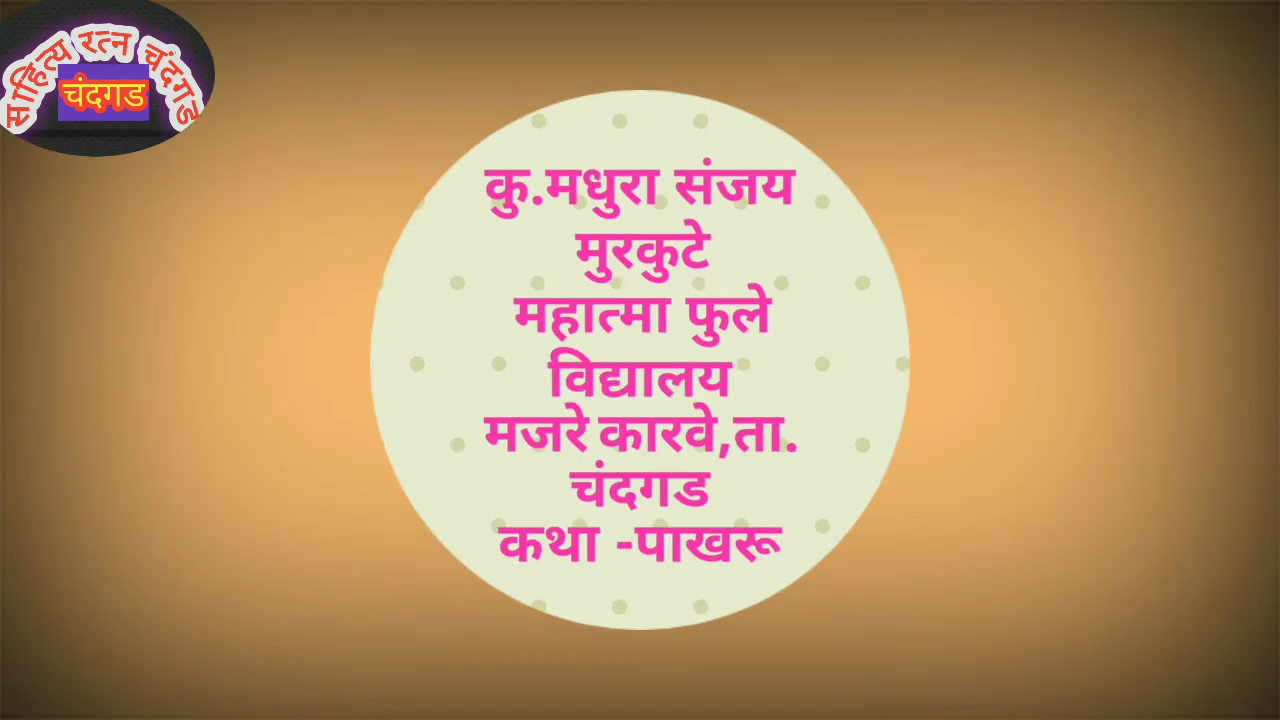 साहित्य रत्न चंदगड
चंदगड
कु.मधुरा संजय
मुरकुटे
महात्मा फुले
विद्यालय
मजरे कारवे,ता.
चंदगड
कथा -पाखरू